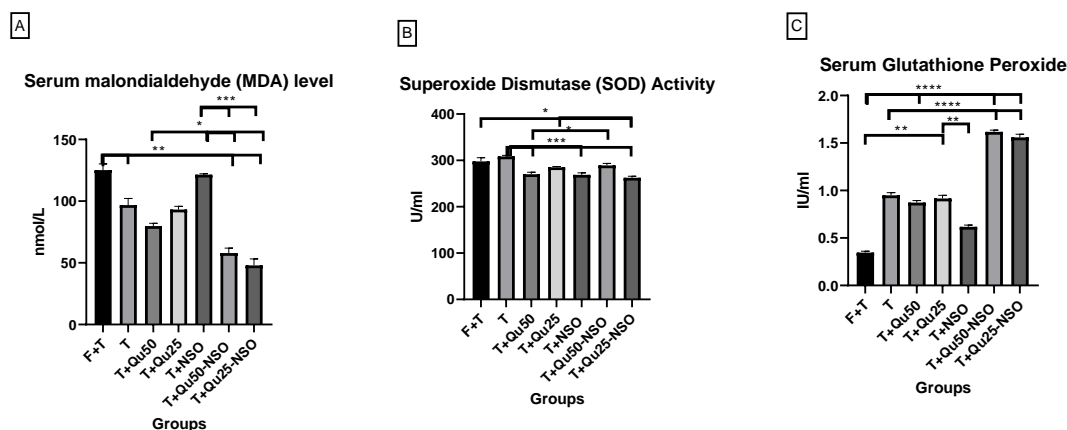 A
Serum malondialdehyde (MDA) level
***
*
**
150
100
50
0
nmol/L
F+T
T
T+Qu50
T+Qu25
T+NSO
T+Qu50-NSO
T+Qu25-NSO
Groups
B
Superoxide Dismutase (SOD) Activity
*
*
***
400
300
200
100
0
U/ml
F+T
T
T+Qu50
T+Qu25
T+NSO
T+Qu50-NSO
T+Qu25-NSO
Groups
C
Serum Glutathione Peroxide
****
****
**
**
2.0
1.5
1.0
0.5
0.0
IU/ml
F+T
T
T+Qu50
T+Qu25
T+NSO
T+Qu50-NSO
T+Qu25-NSO
Groups